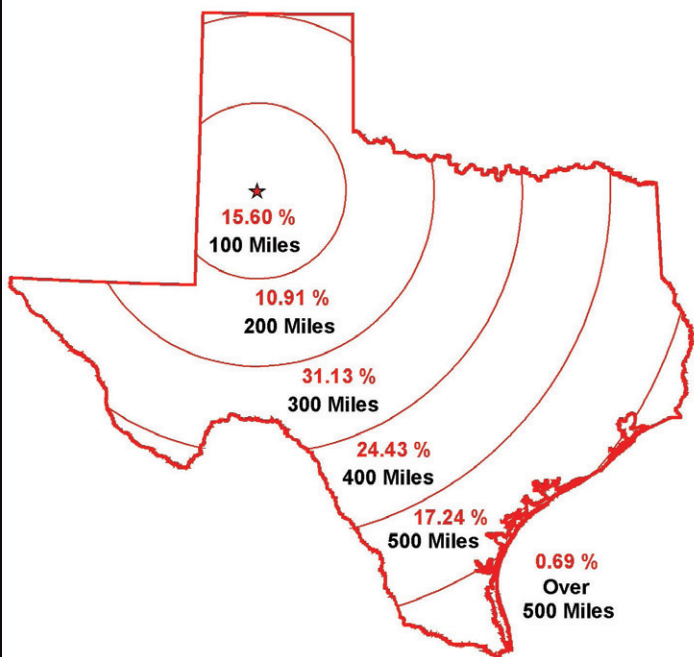 15.60 %
100 Miles
10.91 %
200 Miles
31.13 %
300 Miles
24.43 %
400 Miles
17.24 %
500 Miles
0.69 %
Over
500 Miles